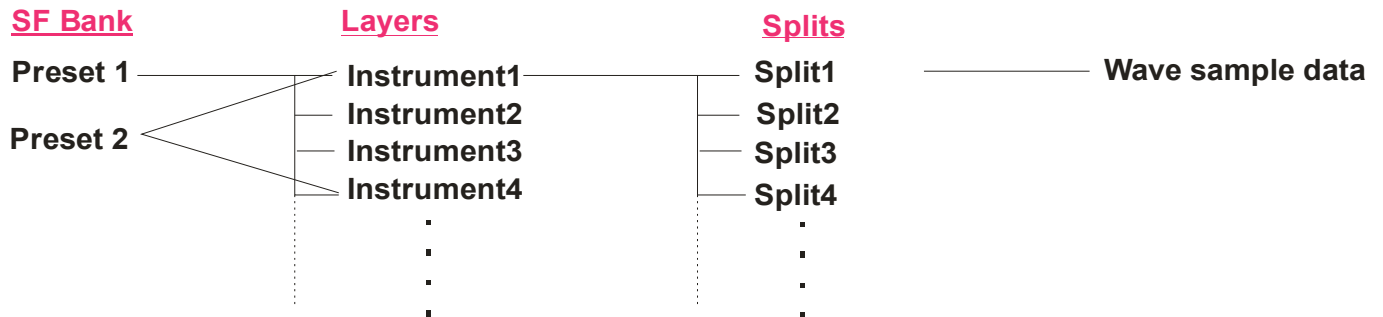 SF Bank Layers Splits
Preset 1 Instrument1 Split1 Wave sample data
Instrument2 Split2
Preset 2 Instrument3 Split3
Instrument4 Split4